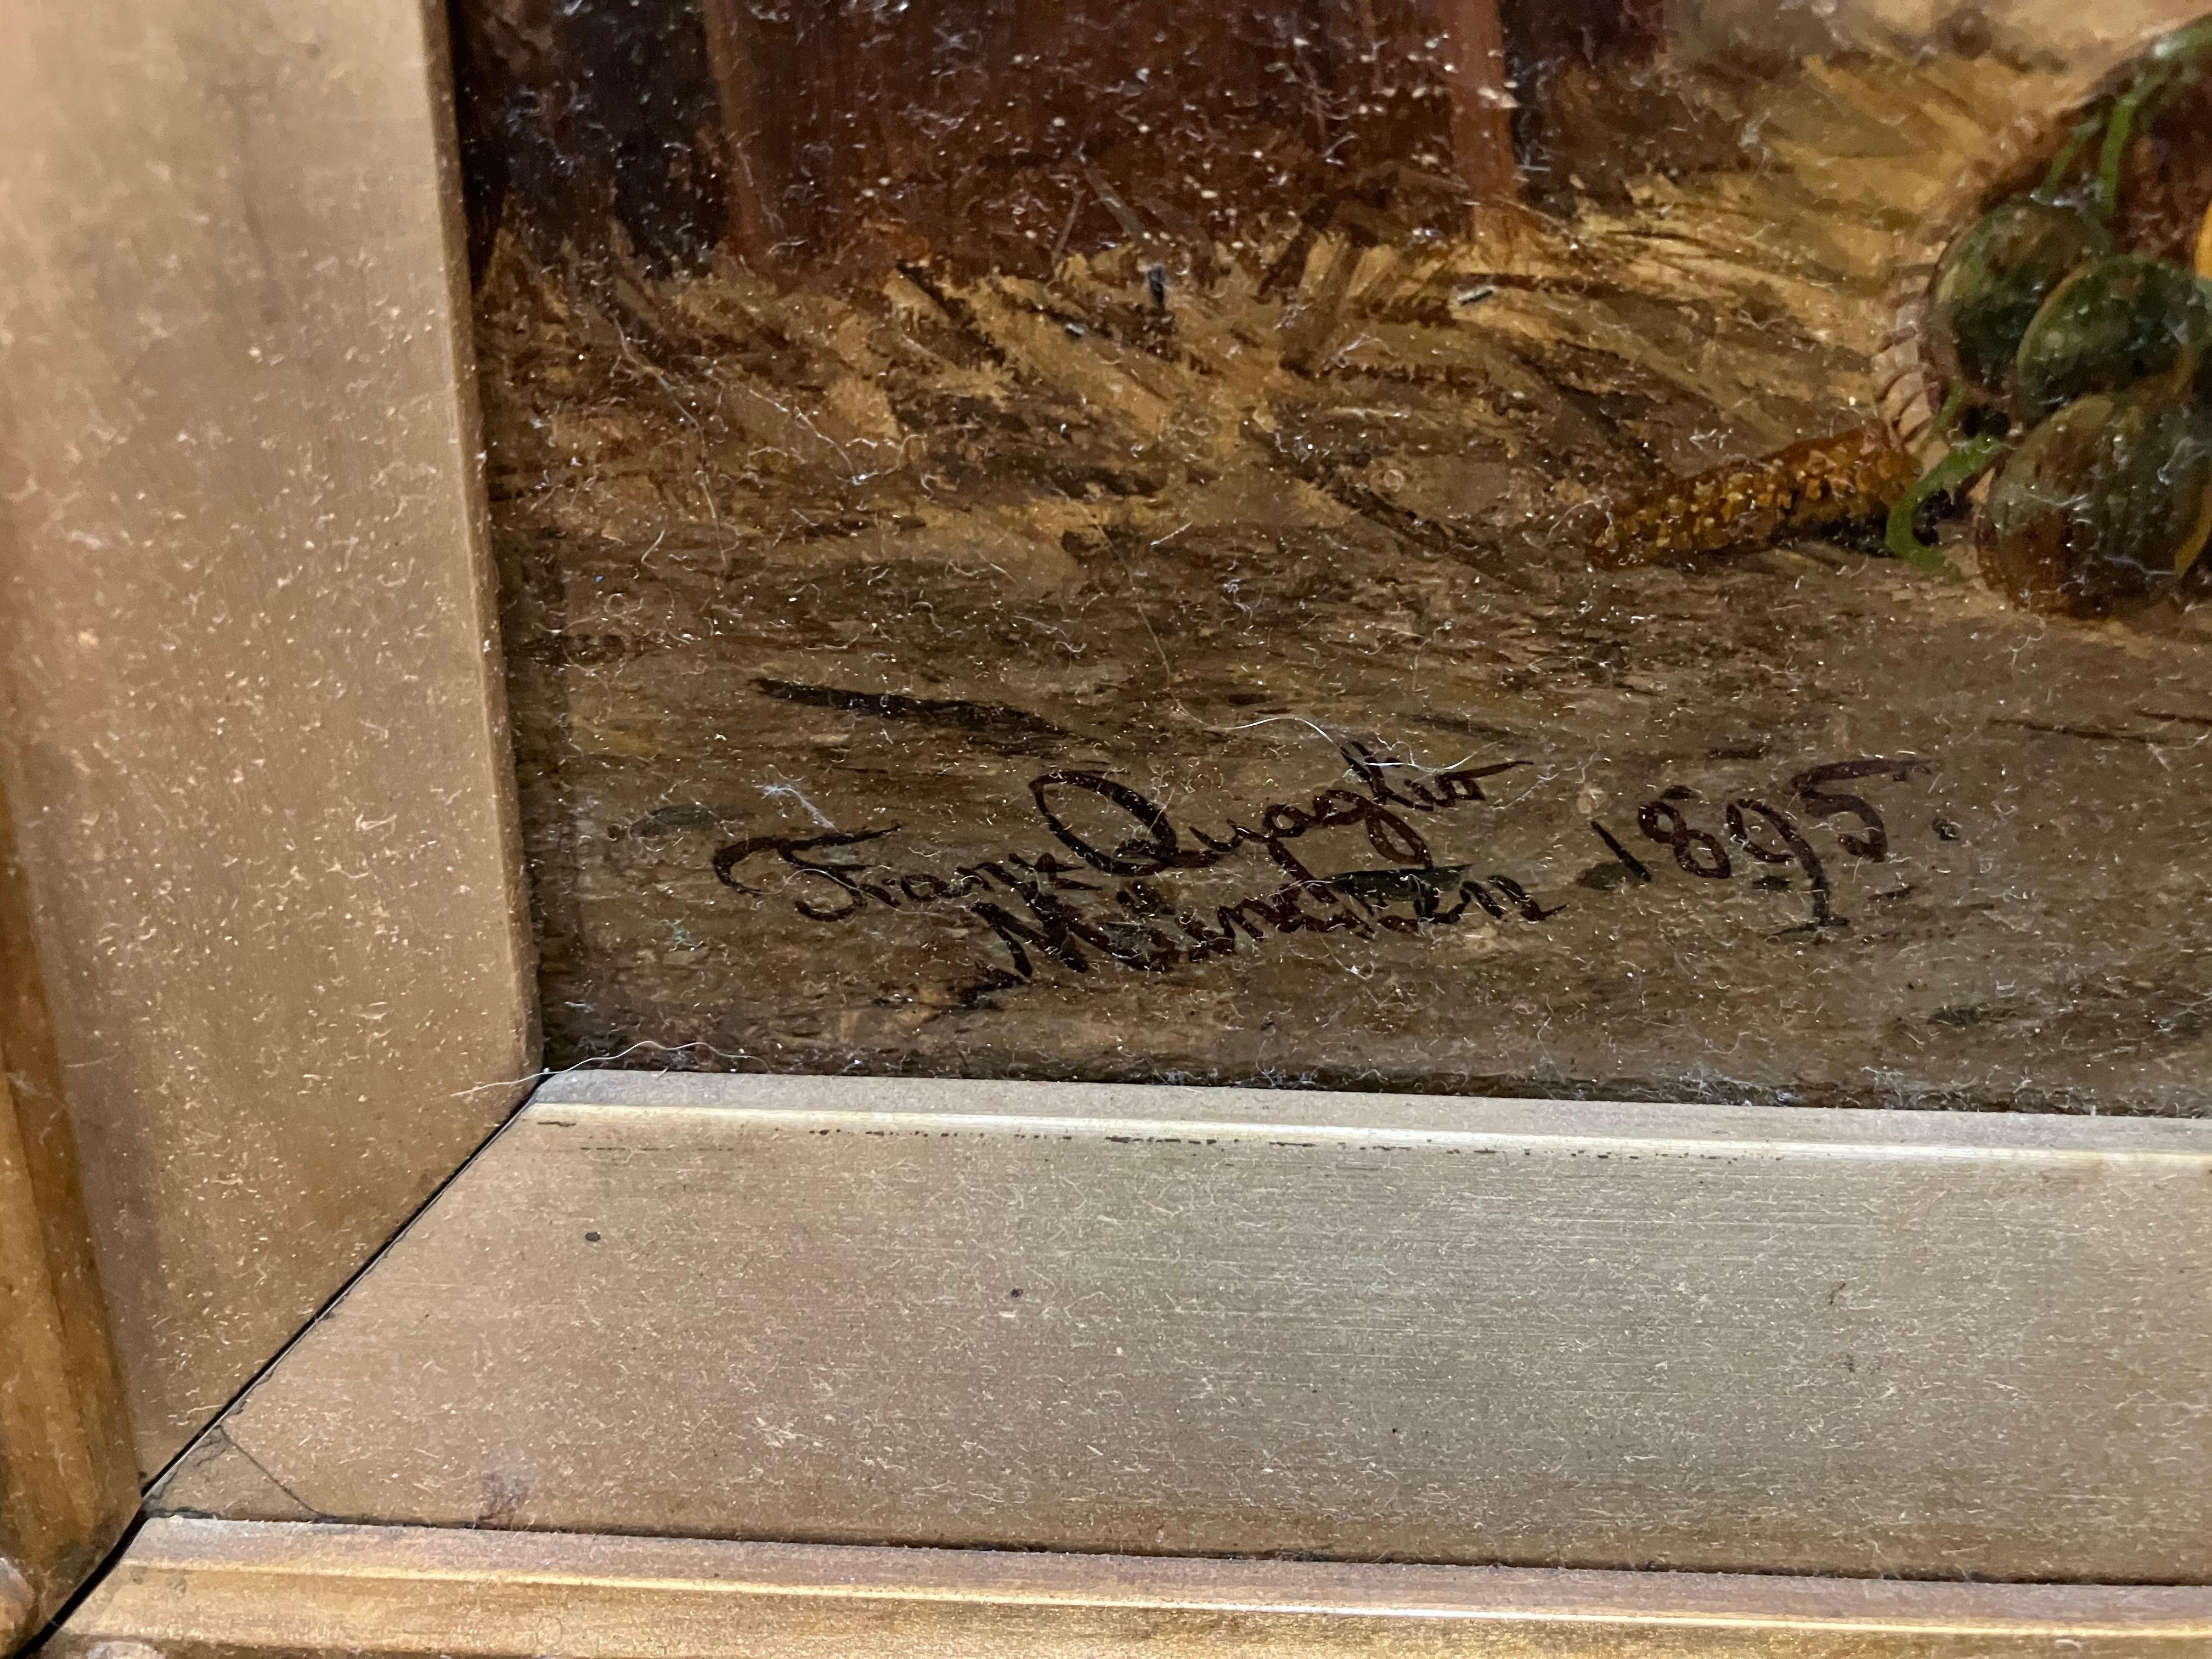 Franz Quaglio 1895.
München